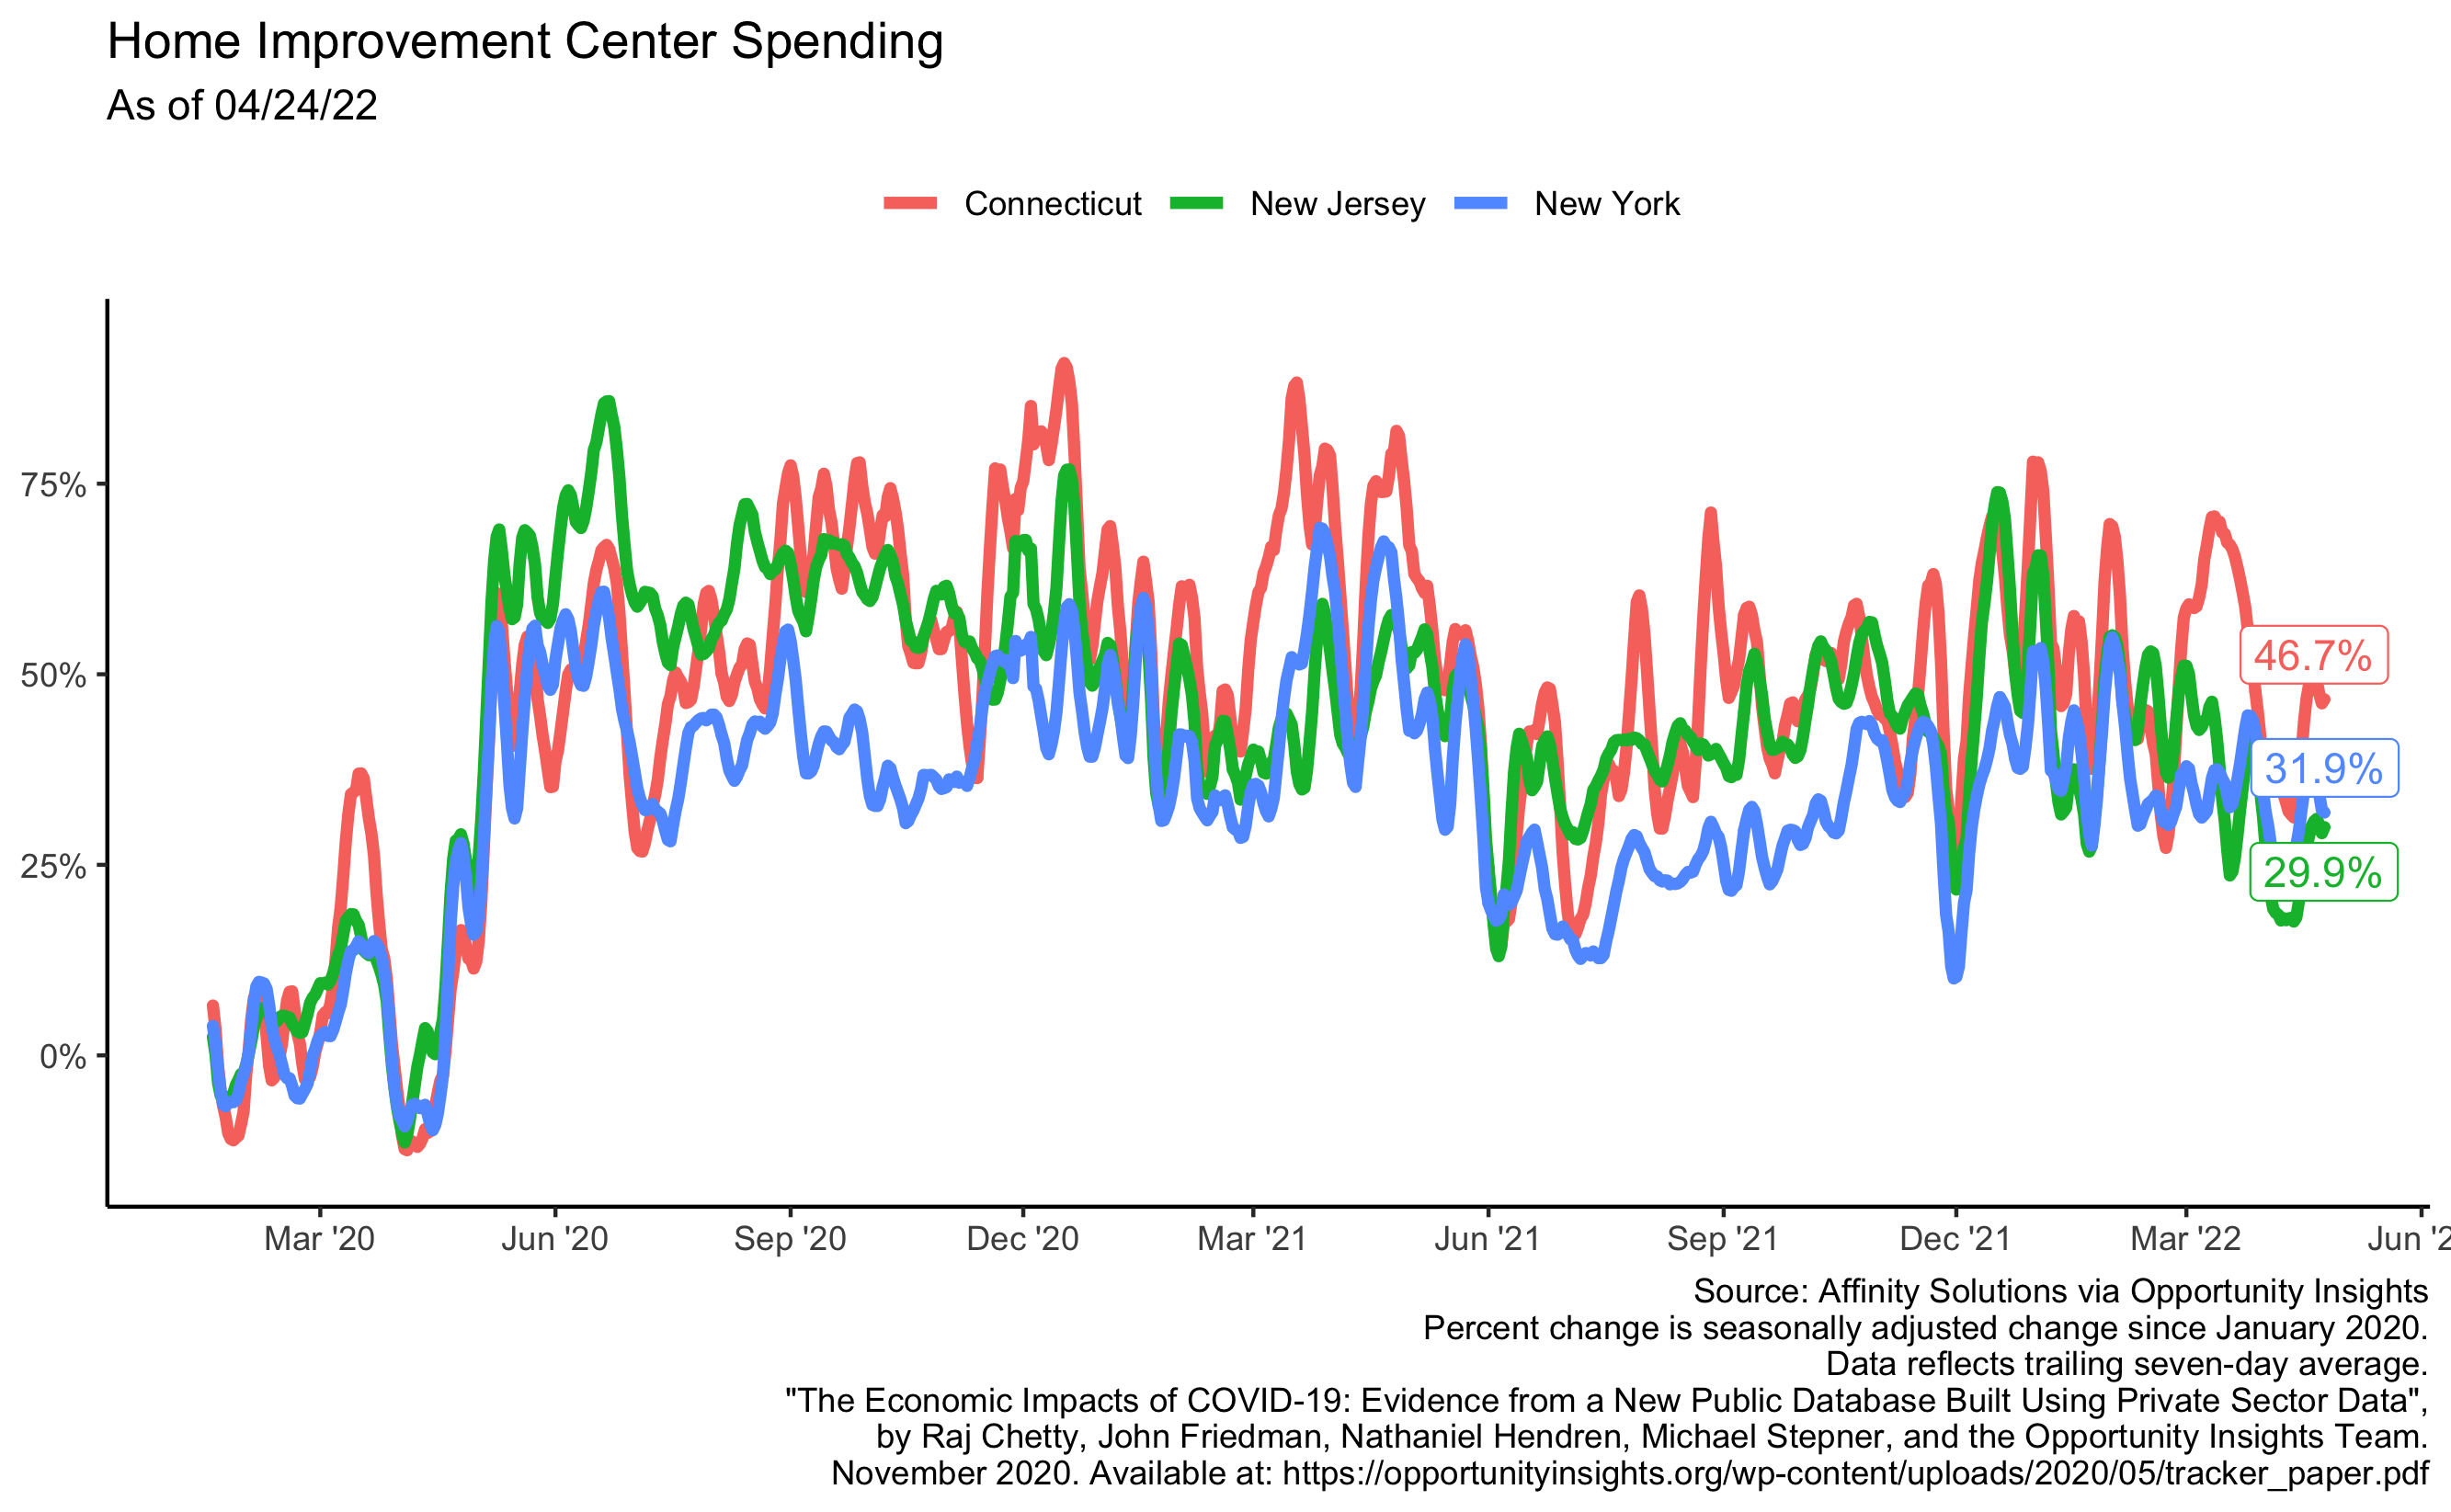 Home Improvement Center Spending
As of 04/24/22
Connecticut New Jersey New York
75%
50%
25%
0%
46.7%
31.9%
29.9%
Mar '20 Jun '20 Sep '20 Dec '20 Mar '21 Jun '21 Sep '21 Dec '21 Mar '22 Jun '2
Source: Affinity Solutions via Opportunity Insights
Percent change is seasonally adjusted change since January 2020.
Data reflects trailing seven-day average.
"The Economic Impacts of COVID-19: Evidence from a New Public Database Built Using Private Sector Data",
by Raj Chetty, John Friedman, Nathaniel Hendren, Michael Stepner, and the Opportunity Insights Team.
November 2020. Available at: https://opportunityinsights.org/wp-content/uploads/2020/05/tracker_paper.pdf